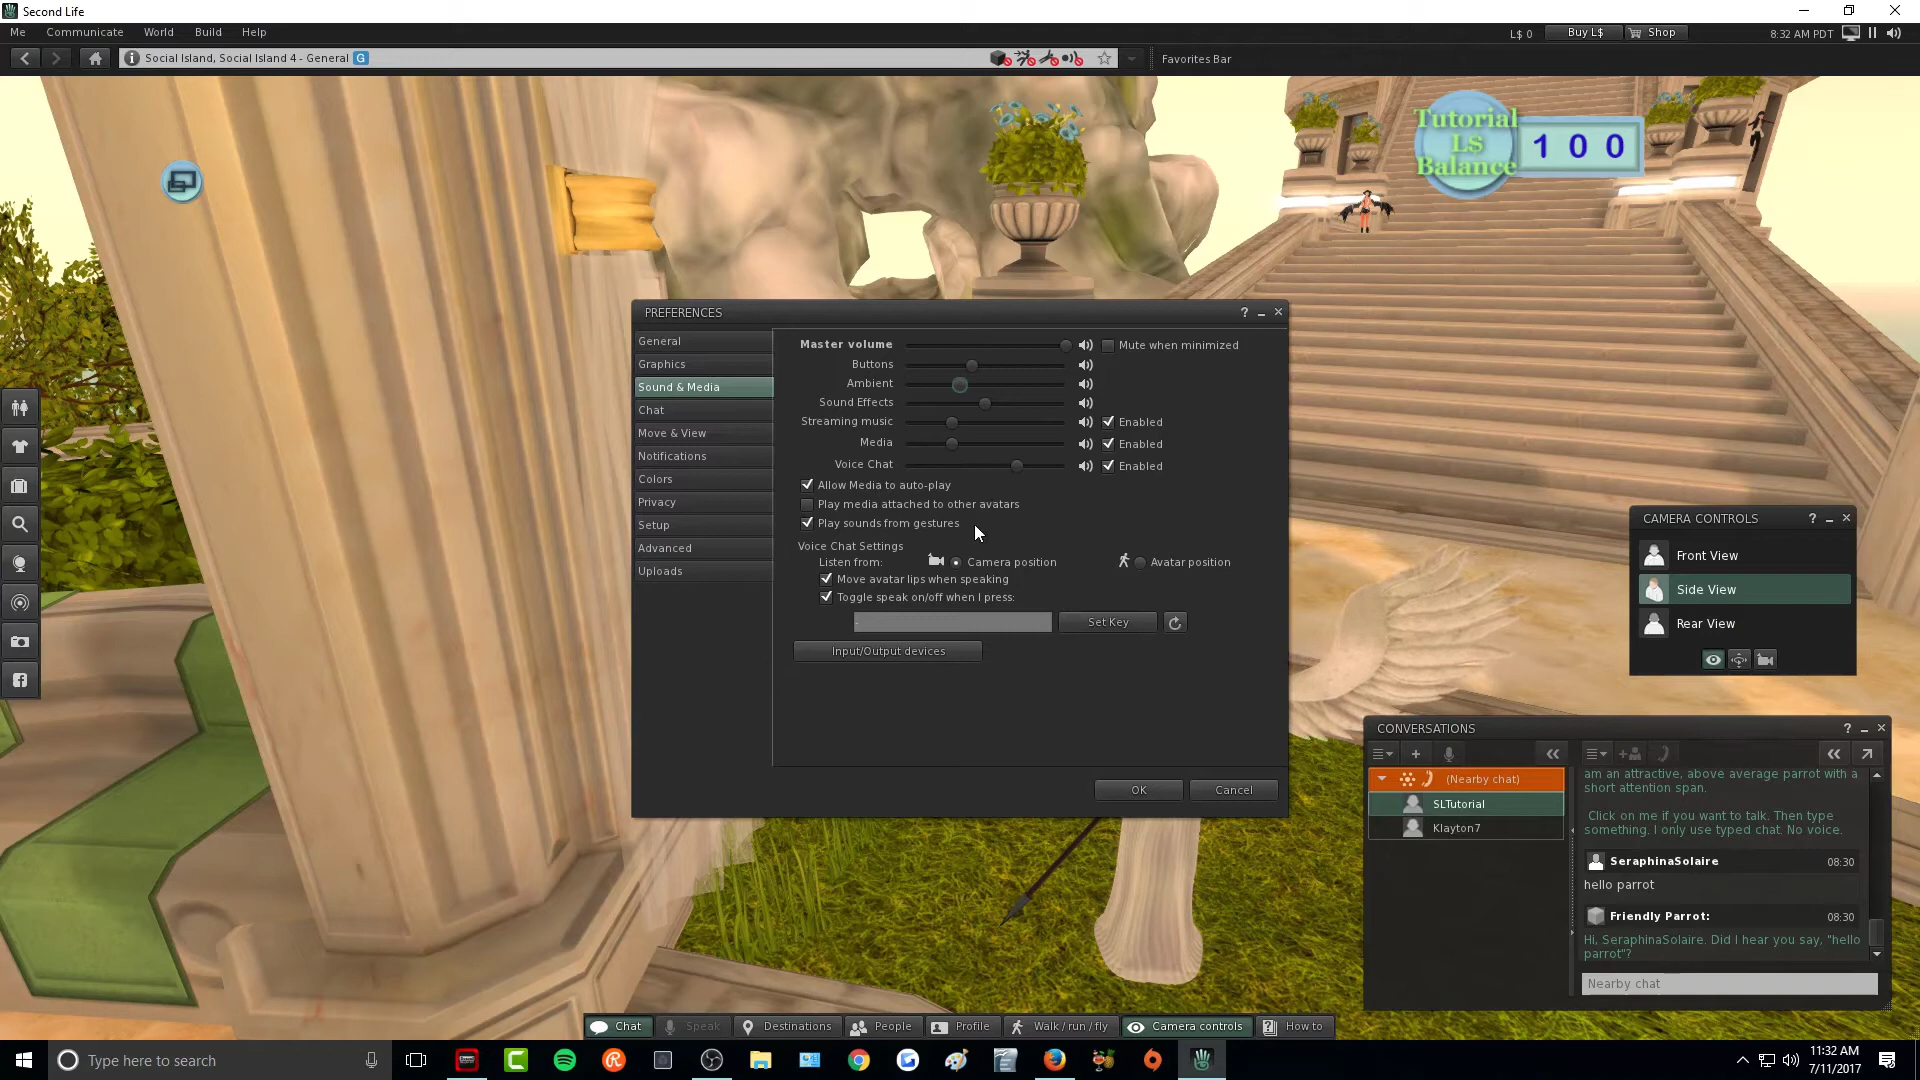 Second Life
Me Communicate World Build Help
L$ 0 Buy L$ Shop 8:32 AM PDT
Social Island, Social Island 4 - General G
Favorites Bar
Tutorial
L$
Balance
1 0 0
PREFERENCES ?
General
Graphics
Sound & Media
Chat
Move & View
Notifications
Colors
Privacy
Setup
Advanced
Uploads
Master volume Mute when minimized
Buttons
Ambient
Sound Effects
Streaming music Enabled
Media Enabled
Voice Chat Enabled
Allow Media to auto-play
Play media attached to other avatars
Play sounds from gestures
Voice Chat Settings
Listen from: Camera position Avatar position
Move avatar lips when speaking
Toggle speak on/off when I press:
Set Key
Input/Output devices
OK Cancel
CAMERA CONTROLS ?
Front View
Side View
Rear View
CONVERSATIONS ?
(Nearby chat)
SLTutorial
Klayton7
am an attractive, above average parrot with a
short attention span.
Click on me if you want to talk. Then type
something. I only use typed chat. No voice.
SeraphinaSolaire 08:30
hello parrot
Friendly Parrot: 08:30
Hi, SeraphinaSolaire. Did I hear you say, "hello
parrot"?
Nearby chat
Chat Speak Destinations People Profile Walk / run / fly Camera controls How to
Type here to search
11:32 AM
7/11/2017